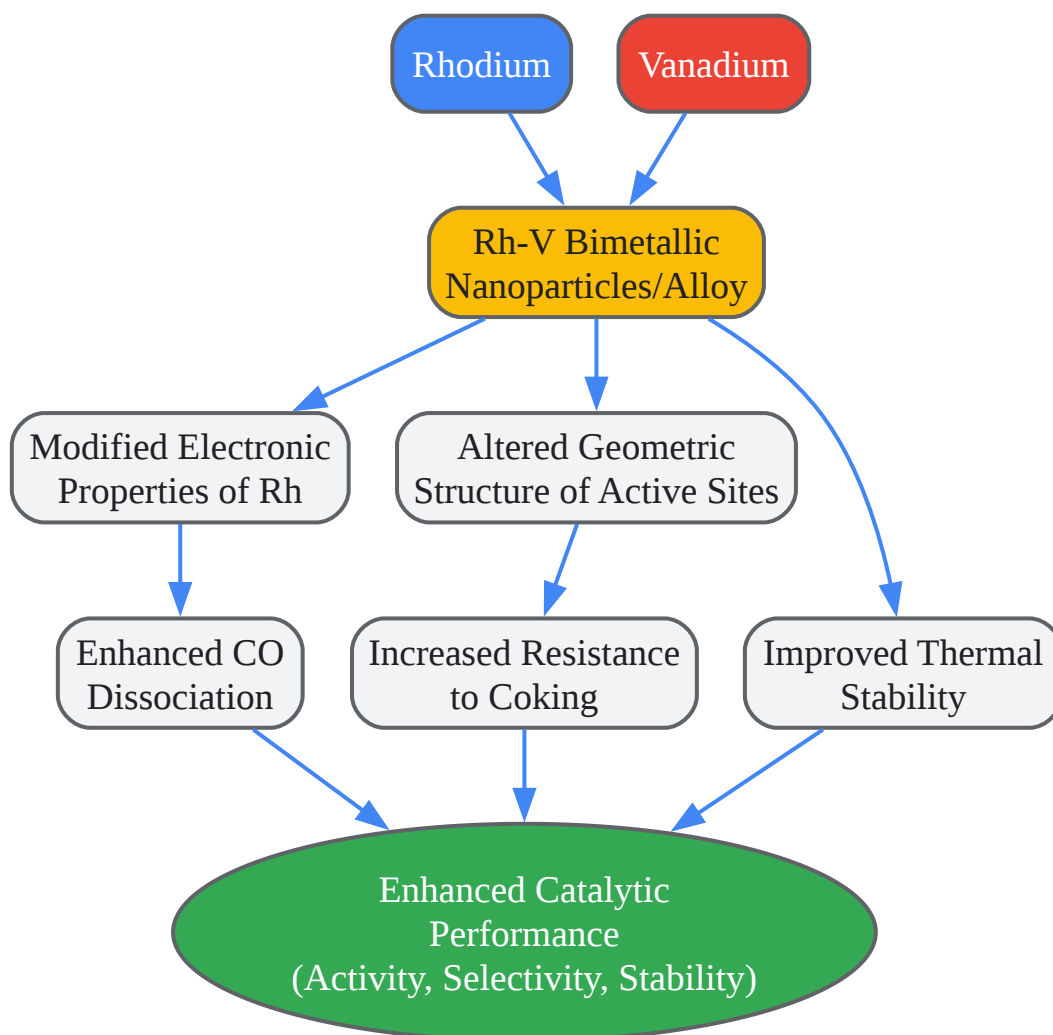 Rhodium
Vanadium
Rh-V Bimetallic
Nanoparticles/Alloy
Modified Electronic
Properties of Rh
Altered Geometric
Structure of Active Sites
Enhanced CO
Dissociation
Increased Resistance
to Coking
Improved Thermal
Stability
Enhanced Catalytic
Performance
(Activity, Selectivity, Stability)